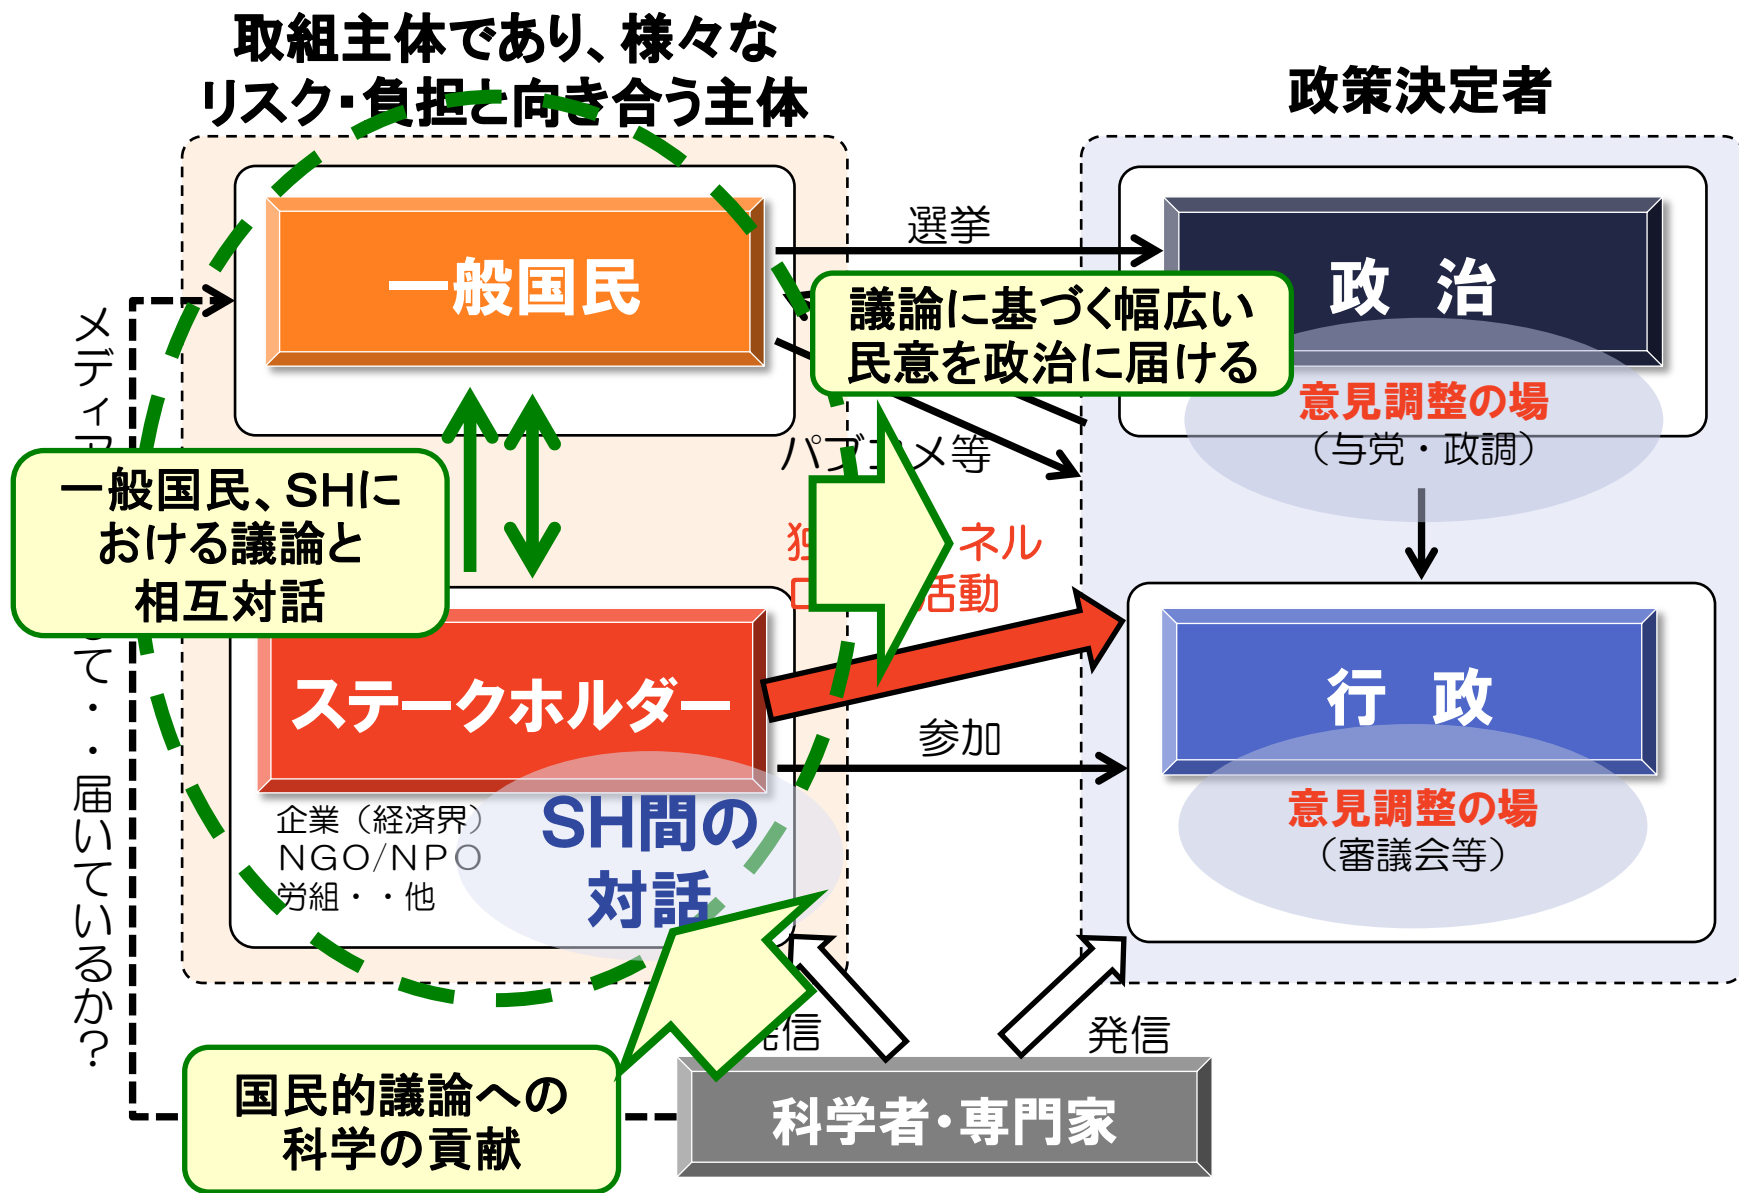 取組主体であり、様々な
リスク・負担と向き合う主体
政策決定者
一般国民
選挙
政 治
議論に基づく幅広い
民意を政治に届ける
意見調整の場
（与党・政調）
パブコメ等
メディア
て・・届いているか？
一般国民、SHに
おける議論と
相互対話
ネル
活動
ステークホルダー
行 政
参加
企業（経済界）
NGO/NPO
労組・・他
SH間の
対話
意見調整の場
（審議会等）
発信
発信
国民的議論への
科学の貢献
科学者・専門家